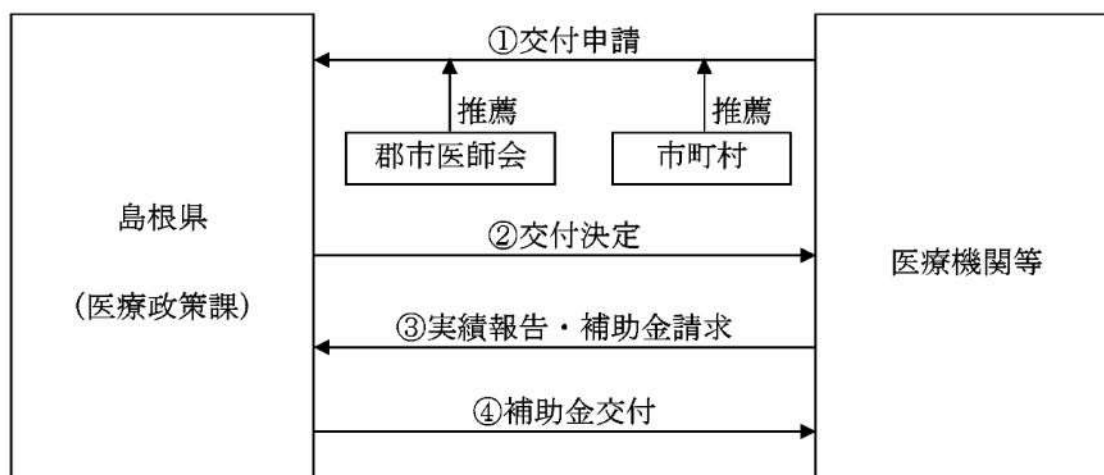 ①交付申請
推薦
推薦
郡市医師会
市町村
島根県
(医療政策課)
②交付決定
医療機関等
③実績報告・補助金請求
④補助金交付